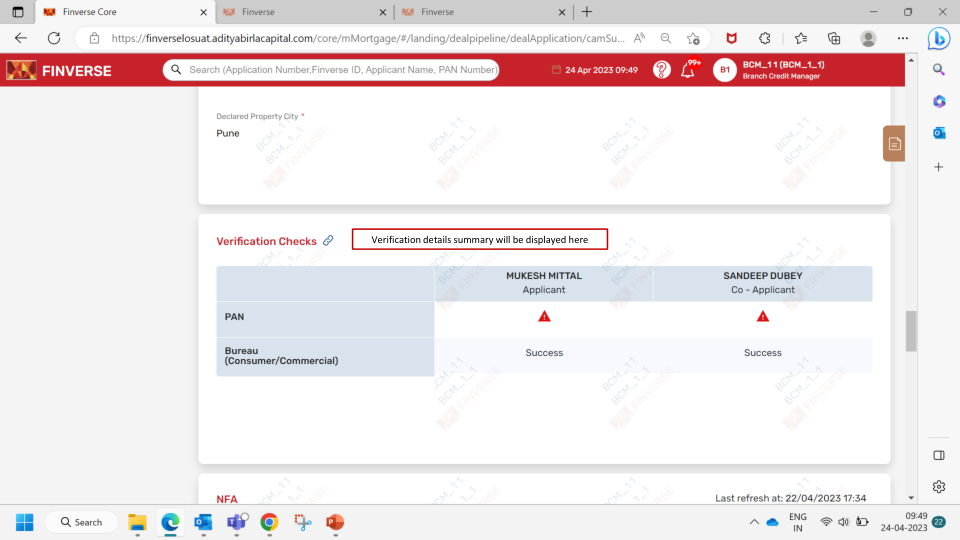 Finverse Core
Finverse
Finverse
https://finverselosuat.adityabirlacapital.com/core/mMortgage/#/landing/dealpipeline/dealApplication/camSu...
FINVERSE
Search (Application Number,Finverse ID, Applicant Name, PAN Number)
24 Apr 2023 09:49
99+
B1
BCM_1 1 (BCM_1_1)
Branch Credit Manager
Declared Property City *
Pune
Verification Checks
Verification details summary will be displayed here
MUKESH MITTAL
SANDEEP DUBEY
Applicant
Co - Applicant
PAN
Bureau
(Consumer/Commercial)
Success
Success
NFA
Last refresh at: 22/04/2023 17:34
BCM_11
BCM_1_1
FINVERSE
Search
ENG
IN
09:49
24-04-2023
22